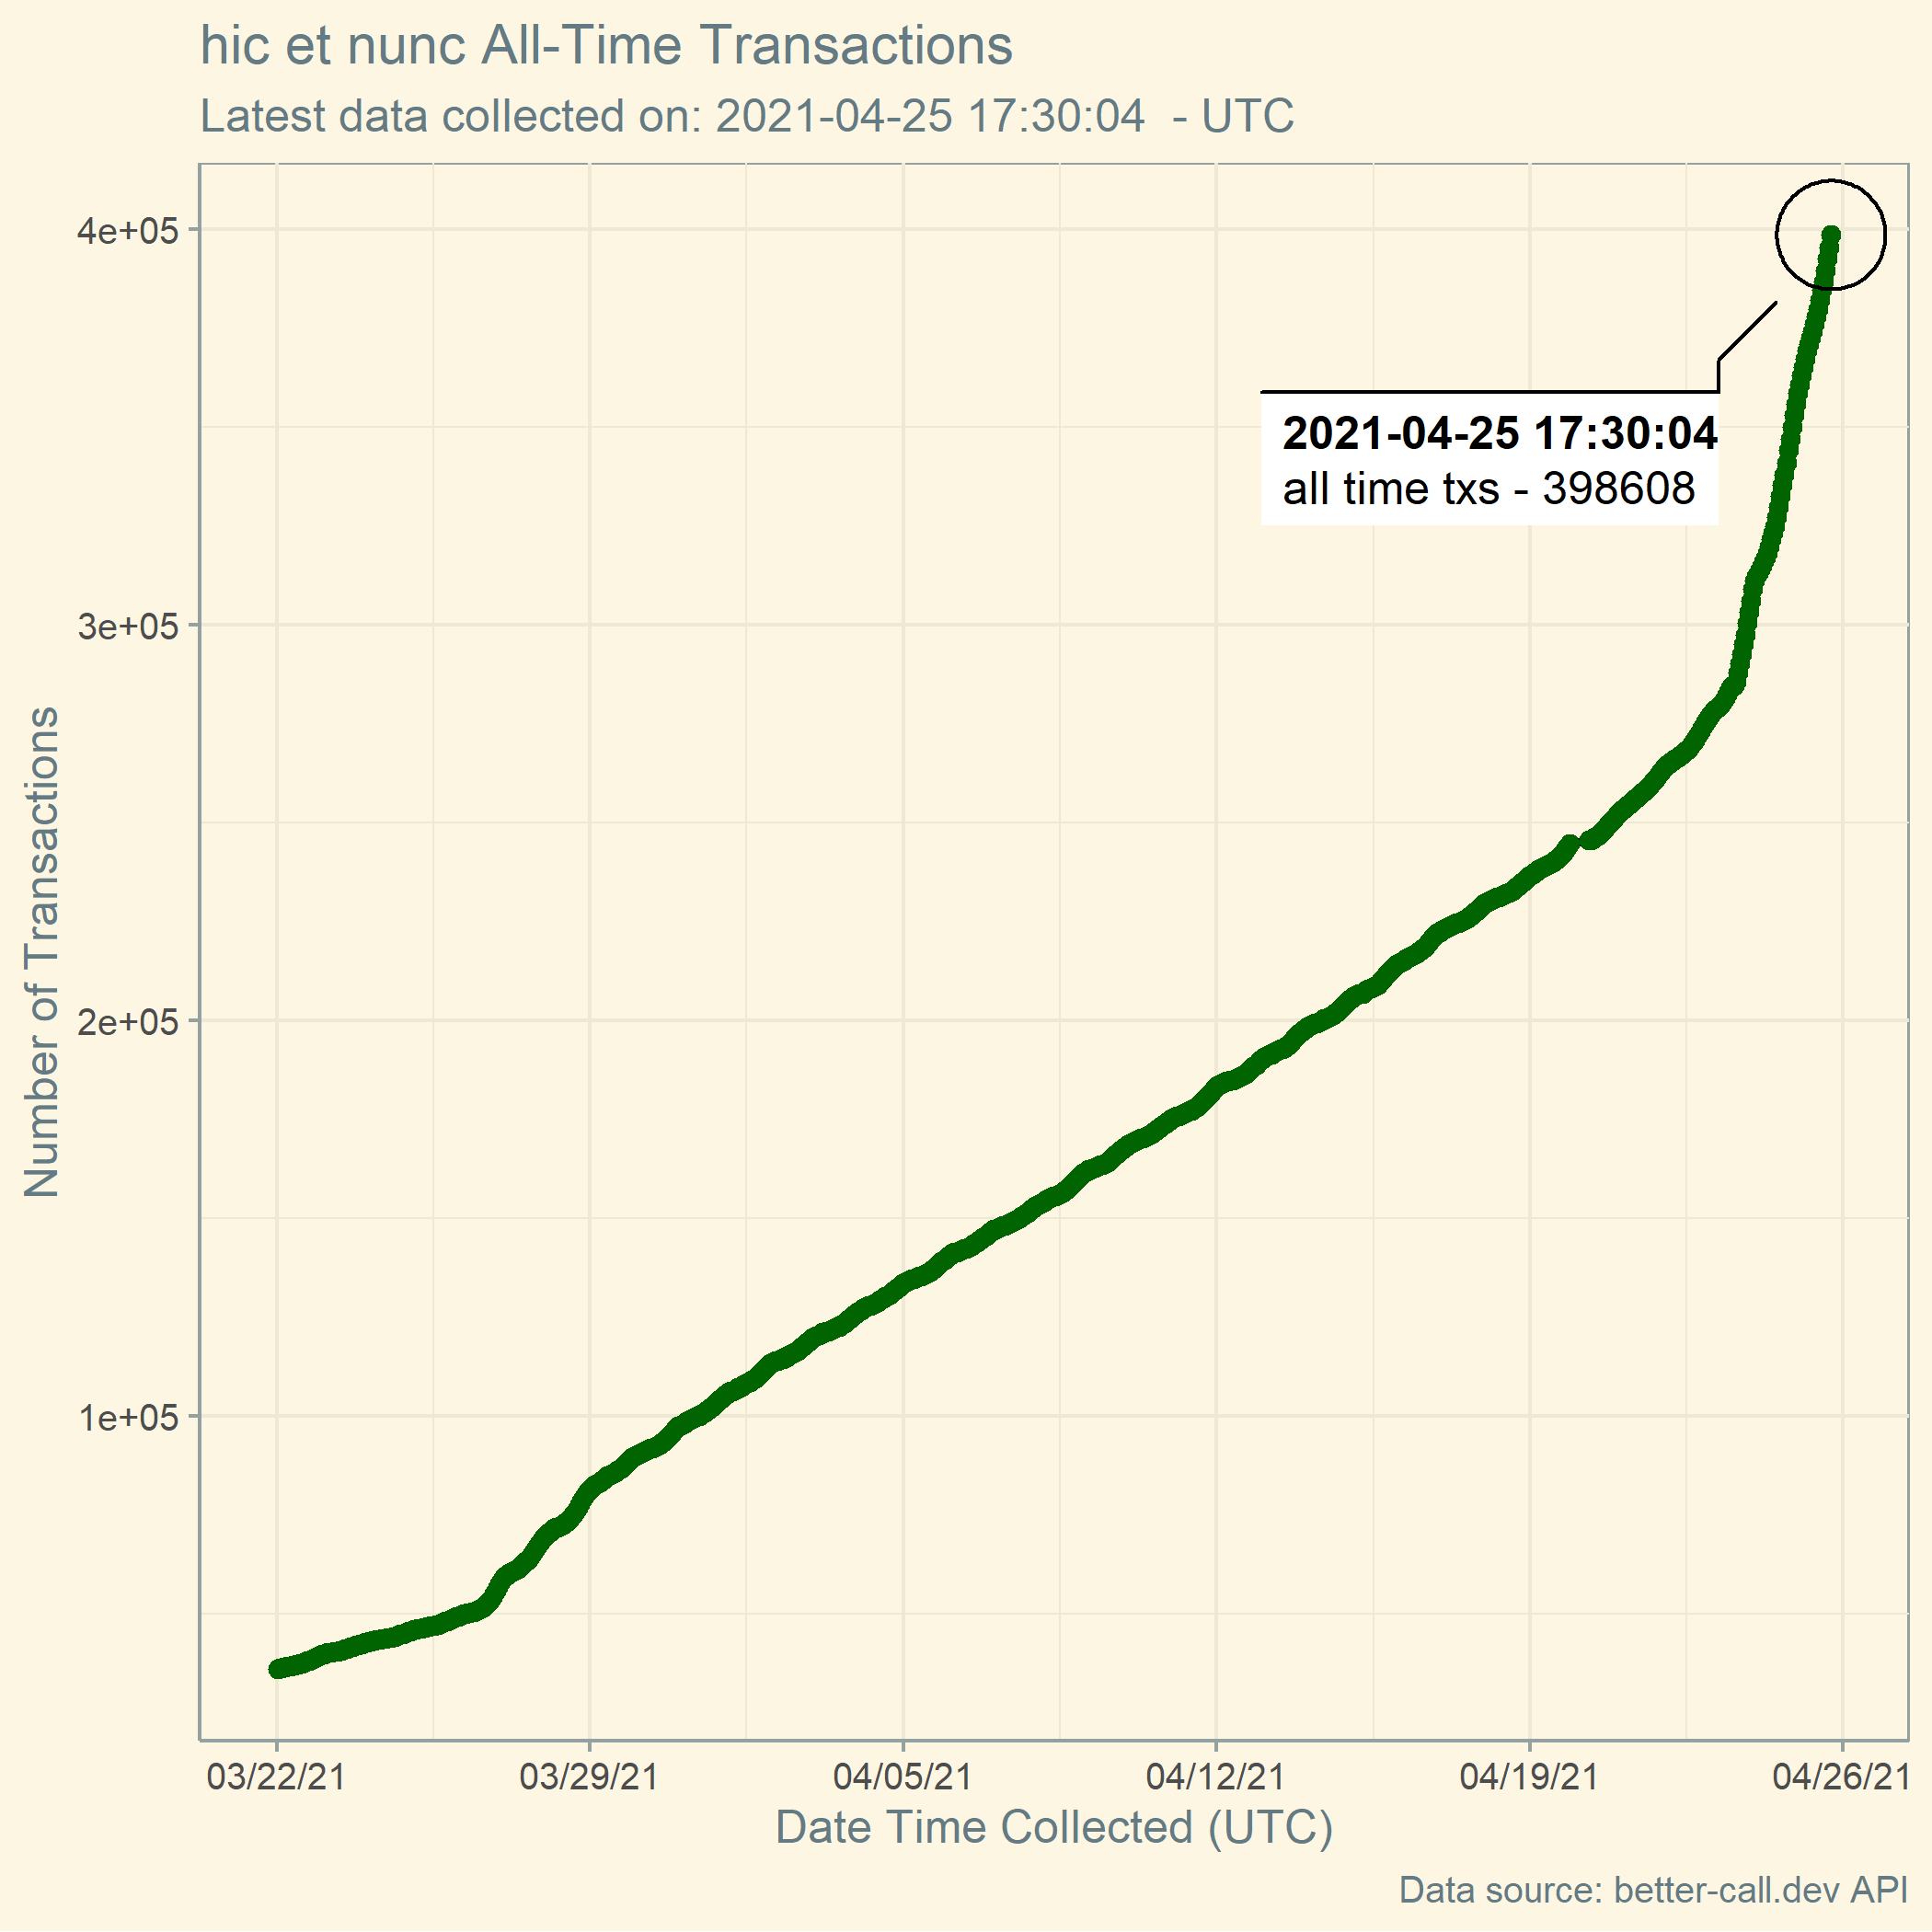 hic et nunc All-Time Transactions
Latest data collected on: 2021-04-25 17:30:04  - UTC
Number of Transactions
4e+05
3e+05
2e+05
1e+05
2021-04-25 17:30:04
all time txs - 398608
03/22/21 03/29/21 04/05/21 04/12/21 04/19/21 04/26/21
Date Time Collected (UTC)
Data source: better-call.dev API